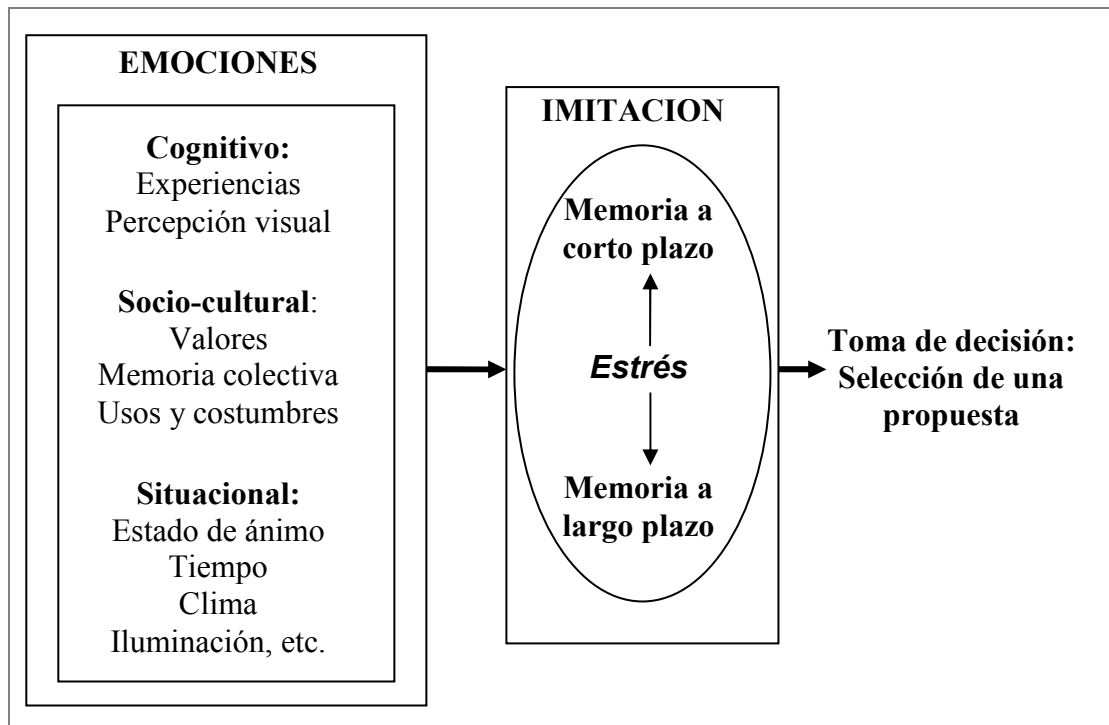 EMOCIONES
Cognitivo:
Experiencias
Percepción visual
Socio-cultural:
Valores
Memoria colectiva
Usos y costumbres
Situacional:
Estado de ánimo
Tiempo
Clima
Iluminación, etc.
IMITACION
Memoria a
corto plazo
Estrés
Memoria a
largo plazo
Toma de decisión:
Selección de una
propuesta